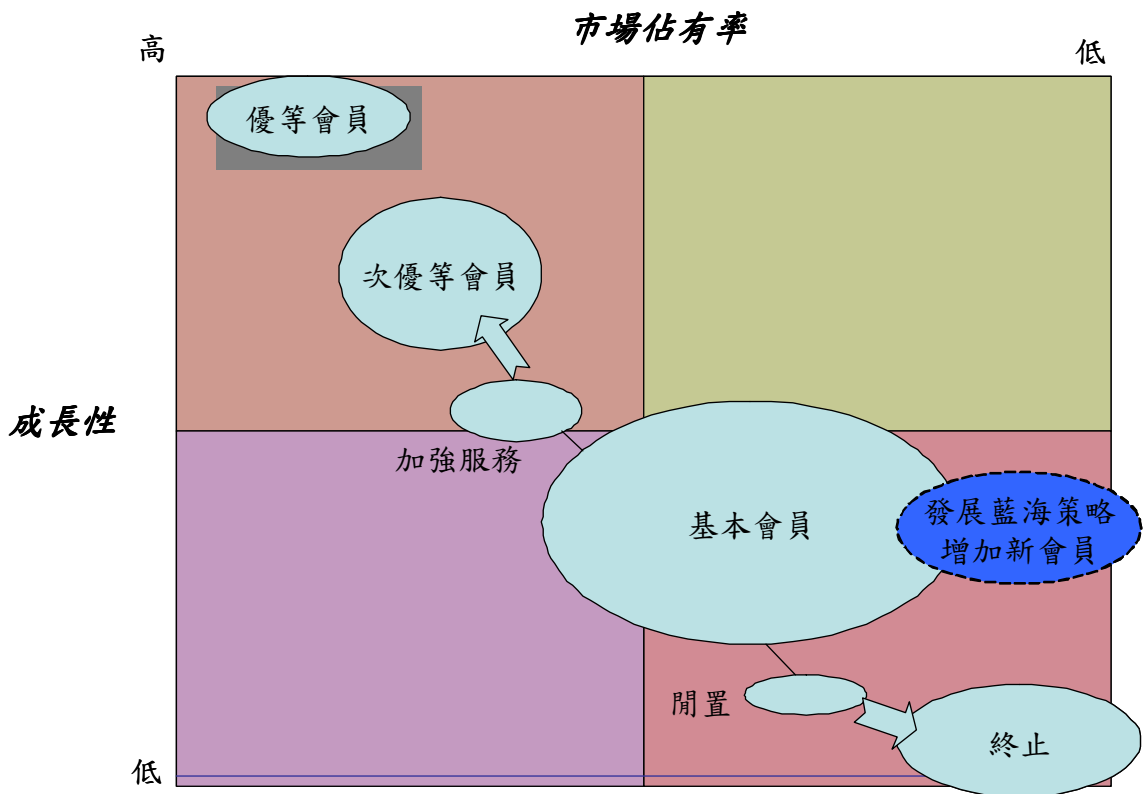 市場佔有率
高
低
優等會員
次優等會員
成長性
加強服務
基本會員
發展藍海策略
增加新會員
閒置
終止
低